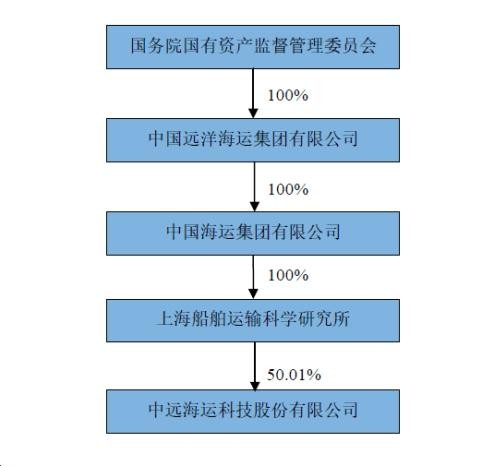 国务院国有资产监督管理委员会
100%
中国远洋海运集团有限公司
100%
中国海运集团有限公司
100%
上海船舶运输科学研究所
50.01%
中远海运科技股份有限公司